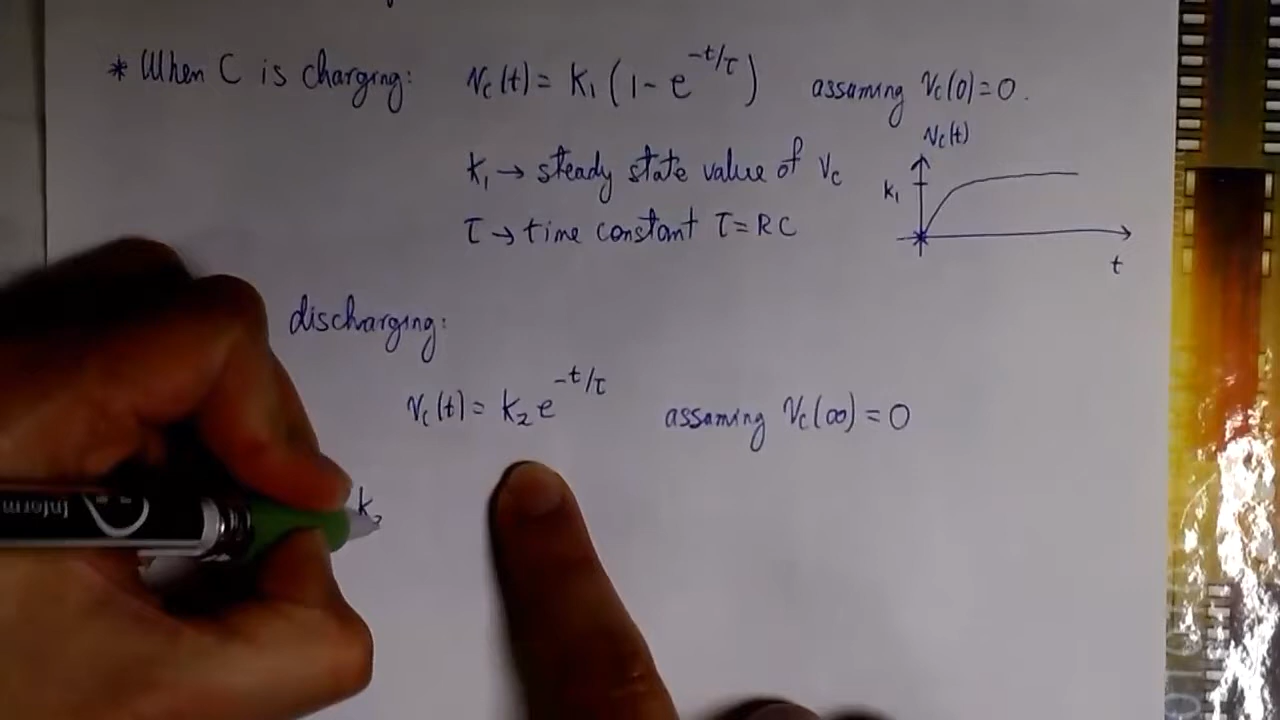 * When C is charging: Vc(t) = K₁ (1 - e^(-t/τ)) assuming Vc(0) = 0.
Vc(t)
K₁ → steady state value of Vc
K₁
τ → time constant τ = RC
t
discharging:
Vc(t) = K₂ e^(-t/τ) assuming Vc(∞) = 0
K₂
Inform